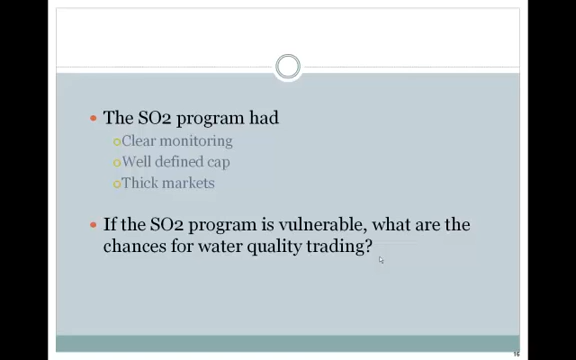 The SO2 program had
Clear monitoring
Well defined cap
Thick markets
If the SO2 program is vulnerable, what are the
chances for water quality trading?
16